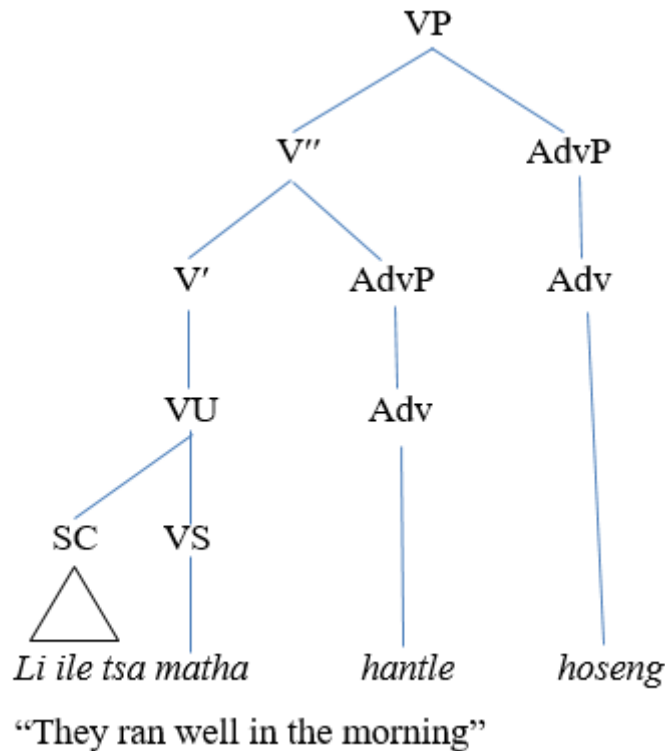 VP
V″ AdvP
V′ AdvP Adv
VU Adv
SC VS
Li ile tsa matha hantle hoseng
“They ran well in the morning”